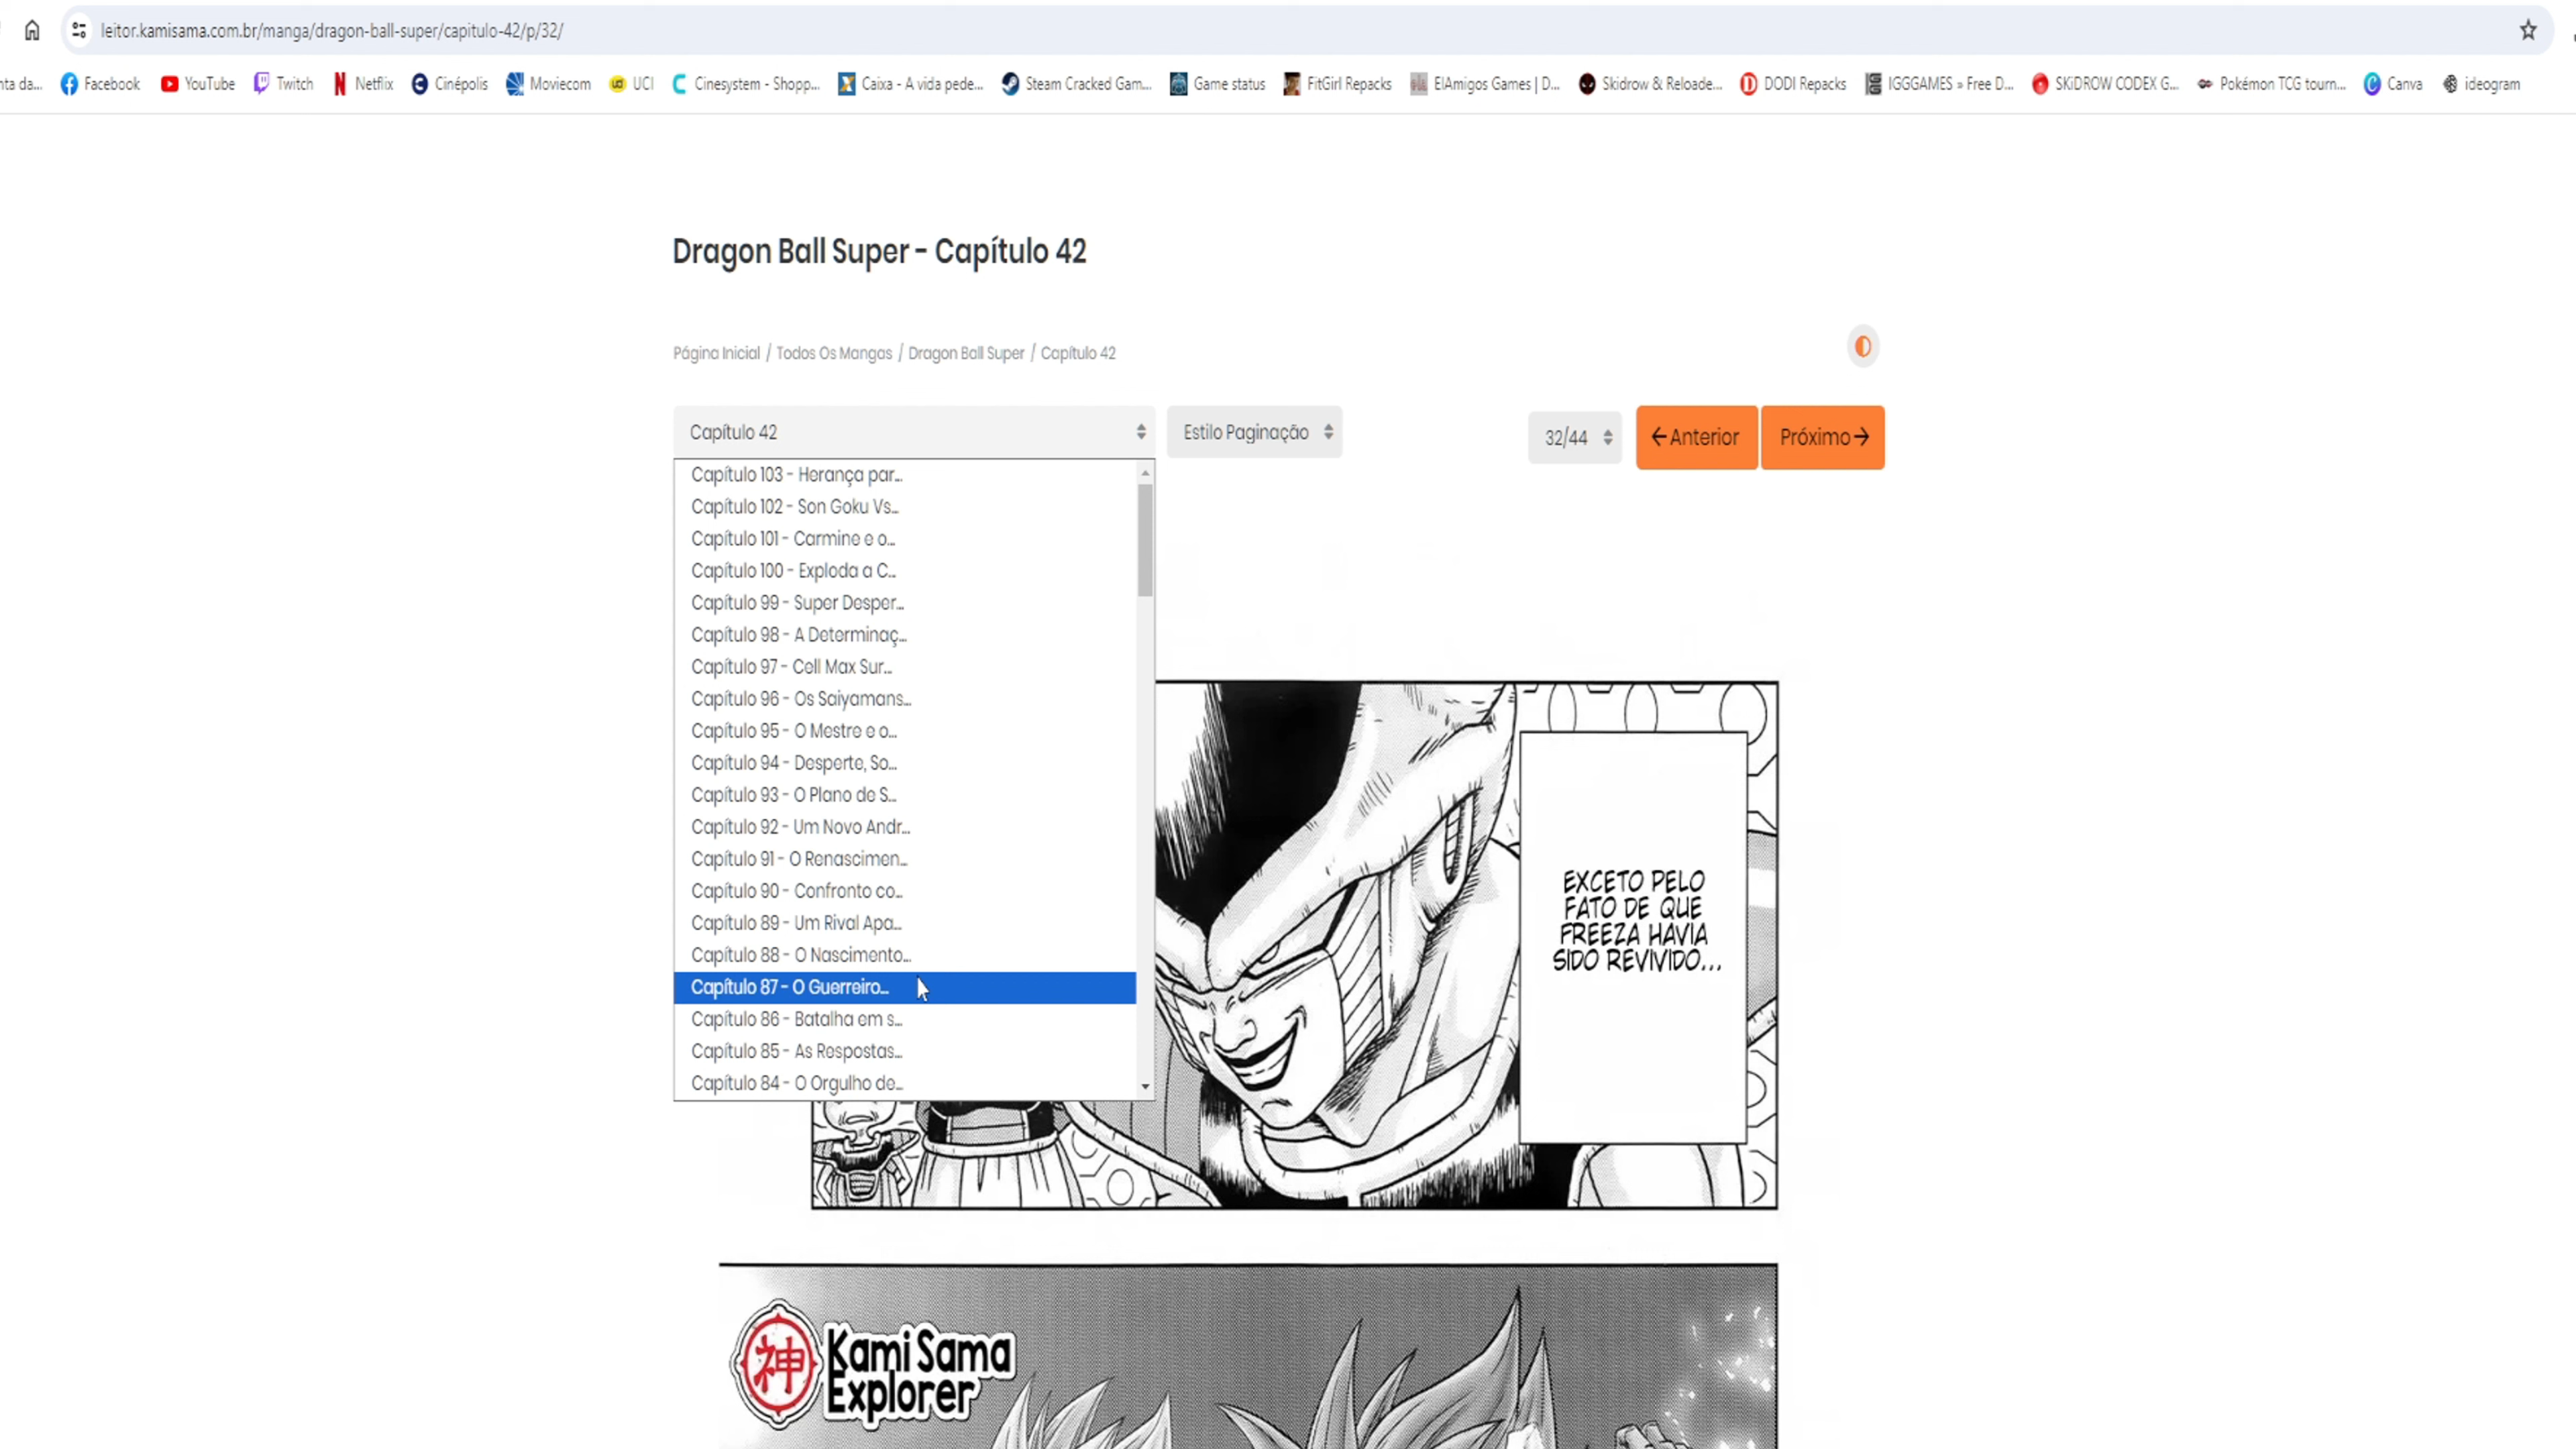 leitor.kamisama.com.br/manga/dragon-ball-super/capitulo-42/p/32/
nta da... Facebook YouTube Twitch Netflix Cinépolis Moviecom UCI Cinesystem - Shopp... Caixa - A vida pede... Steam Cracked Gam... Game status FitGirl Repacks ElAmigos Games | D... Skidrow & Reloade... DODI Repacks IGGGAMES » Free D... SKiDROW CODEX G... Pokémon TCG tourn... Canva ideogram
Dragon Ball Super - Capítulo 42
Página Inicial / Todos Os Mangas / Dragon Ball Super / Capítulo 42
Capítulo 42 Estilo Paginação 32/44 ←Anterior Próximo→
Capítulo 103 - Herança par...
Capítulo 102 - Son Goku Vs...
Capítulo 101 - Carmine e o...
Capítulo 100 - Exploda a C...
Capítulo 99 - Super Desper...
Capítulo 98 - A Determinaç...
Capítulo 97 - Cell Max Sur...
Capítulo 96 - Os Saiyamans...
Capítulo 95 - O Mestre e o...
Capítulo 94 - Desperte, So...
Capítulo 93 - O Plano de S...
Capítulo 92 - Um Novo Andr...
Capítulo 91 - O Renascimen...
Capítulo 90 - Confronto co...
Capítulo 89 - Um Rival Apa...
Capítulo 88 - O Nascimento...
Capítulo 87 - O Guerreiro...
Capítulo 86 - Batalha em s...
Capítulo 85 - As Respostas...
Capítulo 84 - O Orgulho de...
EXCETO PELO
FATO DE QUE
FREEZA HAVIA
SIDO REVIVIDO...
神 Kami Sama
Explorer